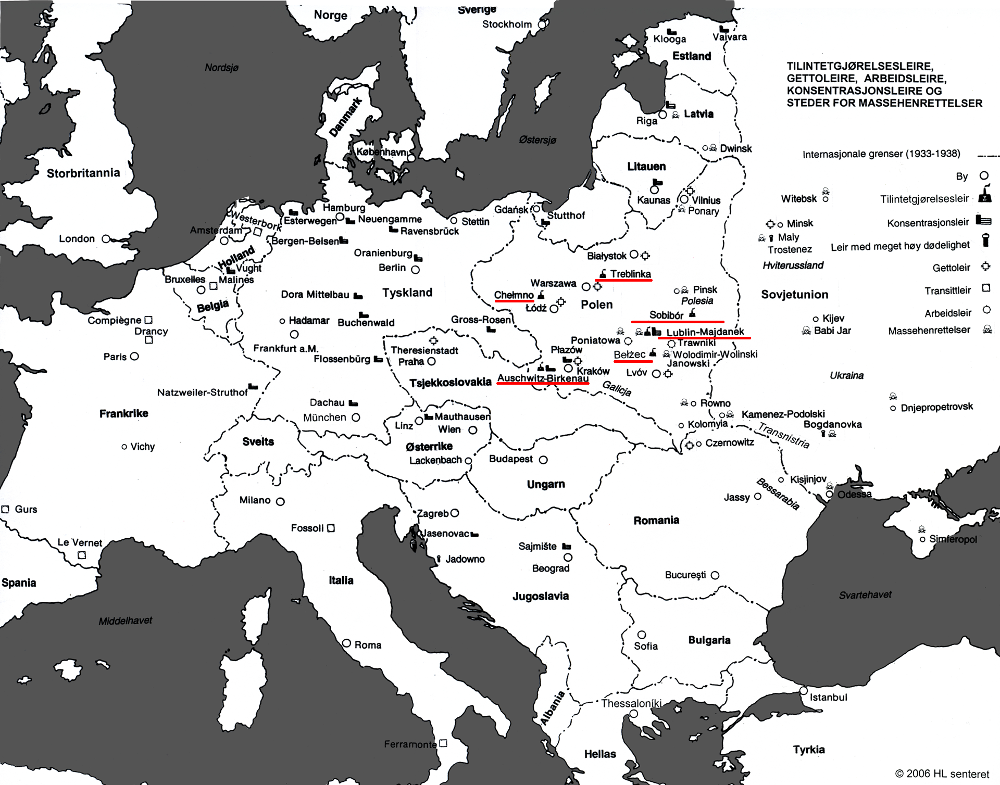 Norge
Sverige
Stockholm
Klooga
Vaivara
Estland
Nordsjø
TILINTETGJØRELSESLEIRE,
GETTOLEIRE, ARBEIDSLEIRE,
KONSENTRASJONSLEIRE OG
STEDER FOR MASSEHENRETTELSER
Danmark
Riga
Latvia
Østersjø
København
Dwinsk
Internasjonale grenser (1933-1938)
Storbritannia
Litauen
By
Witebsk
Tilintetgjørelsesleir
Kaunas
Vilnius
Ponary
Hamburg
Gdańsk
Stutthof
Westerbork
Esterwegen
Neuengamme
Stettin
Minsk
Konsentrasjonsleir
Amsterdam
Ravensbrück
London
Bergen-Belsen
Maly
Trostenez
Leir med meget høy dødelighet
Holland
Oranienburg
Białystok
Hviterussland
Vught
Berlin
Gettoleir
Treblinka
Bruxelles
Malines
Warszawa
Pinsk
Transittleir
Dora Mittelbau
Tyskland
Chełmno
Polesia
Sovjetunion
Belgia
Łódź
Polen
Arbeidsleir
Compiègne
Hadamar
Buchenwald
Gross-Rosen
Sobibór
Kijev
Drancy
Lublin-Majdanek
Babi Jar
Massehenrettelser
Frankfurt a.M.
Poniatowa
Trawniki
Theresienstadt
Płazów
Bełżec
Wolodimir-Wolinski
Paris
Flossenbürg
Praha
Janowski
Kraków
Lvóv
Auschwitz-Birkenau
Ukraina
Tsjekkoslovakia
Galicja
Natzweiler-Struthof
Dachau
Rowno
Dnjepropetrovsk
Frankrike
München
Mauthausen
Kamenez-Podolski
Linz
Wien
Kolomyia
Bogdanovka
Transnistria
Sveits
Østerrike
Czernowitz
Vichy
Lackenbach
Budapest
Ungarn
Kisjinjov
Bessarabia
Odessa
Milano
Jassy
Gurs
Zagreb
Romania
Fossoli
Jasenovac
Le Vernet
Sajmište
Simferopol
Jadowno
Beograd
Spania
Italia
Bucureşti
Jugoslavia
Svartehavet
Middelhavet
Roma
Sofia
Bulgaria
Albania
Thessaloníki
Istanbul
Ferramonte
Hellas
Tyrkia
© 2006 HL senteret